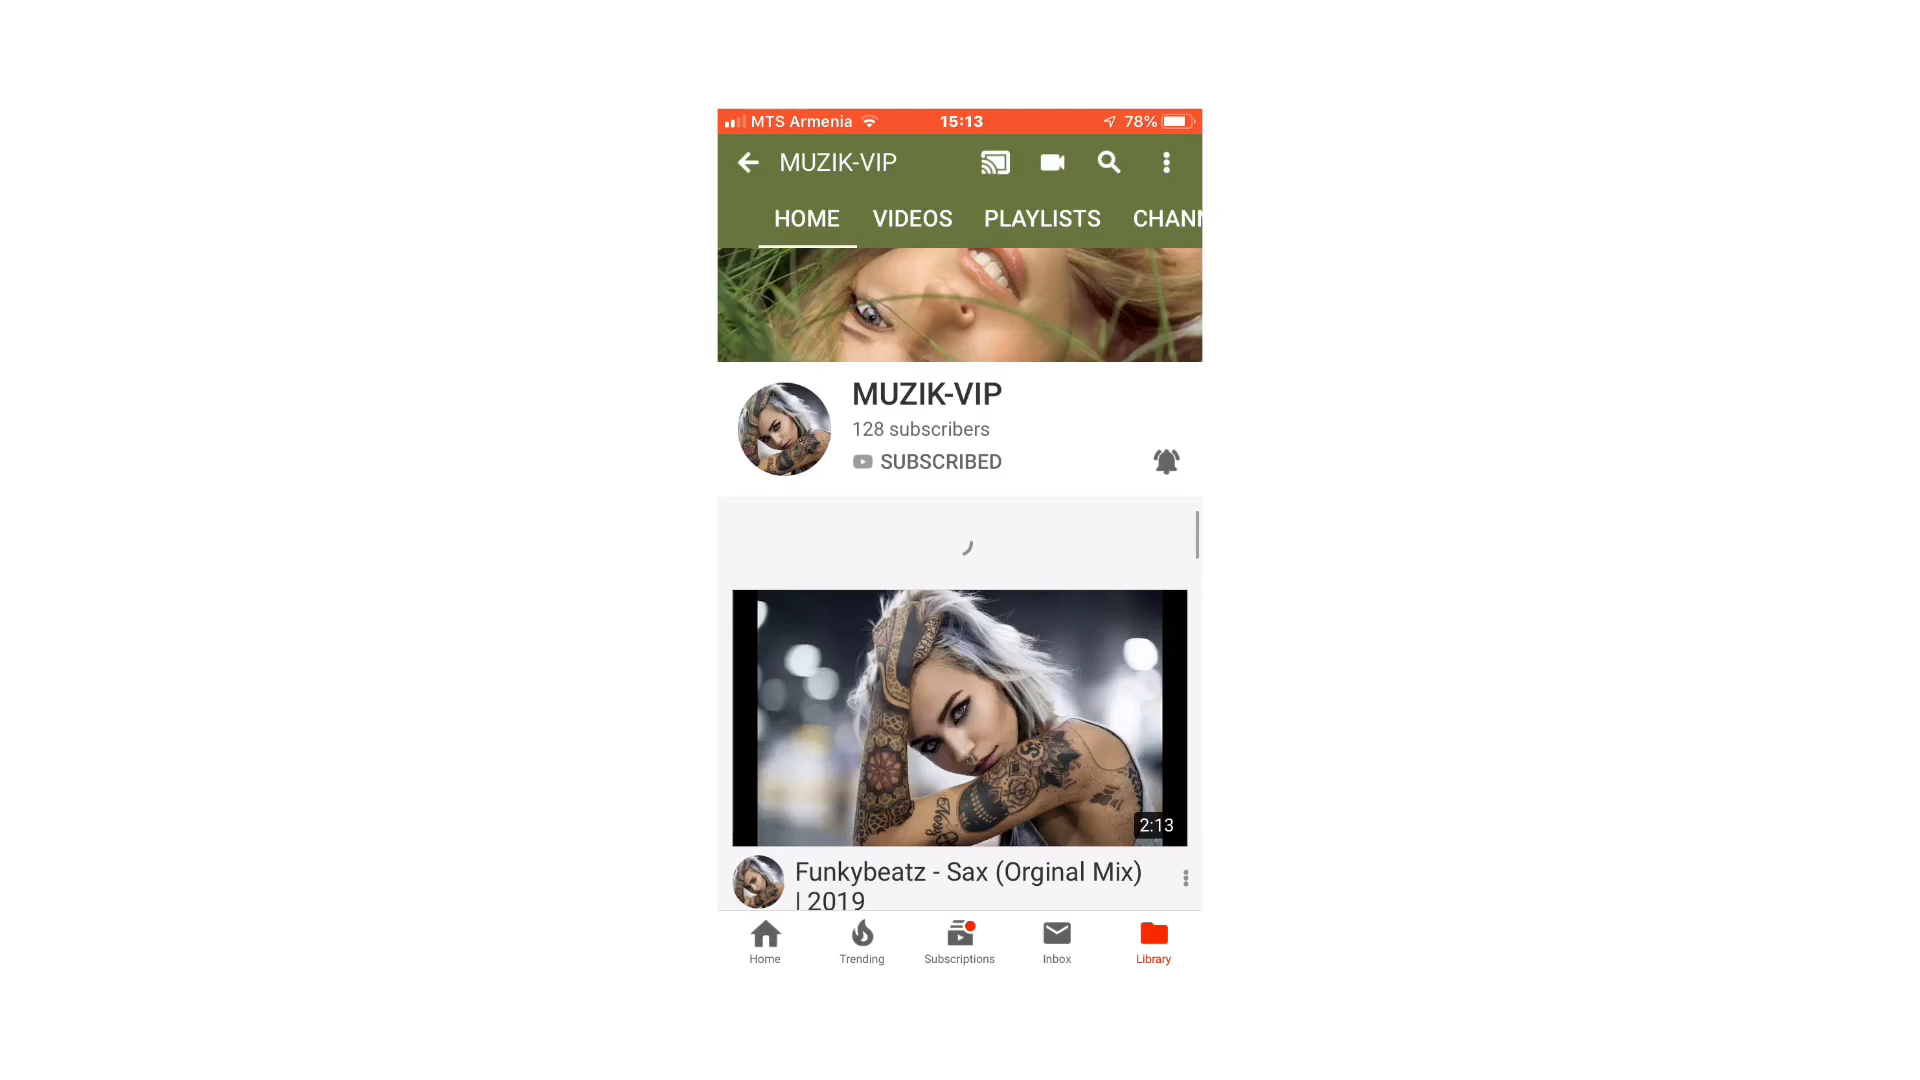 MTS Armenia 15:13 78%
MUZIK-VIP
HOME VIDEOS PLAYLISTS CHANN
MUZIK-VIP
128 subscribers
SUBSCRIBED
2:13
Funkybeatz - Sax (Orginal Mix)
| 2019
Home Trending Subscriptions Inbox Library